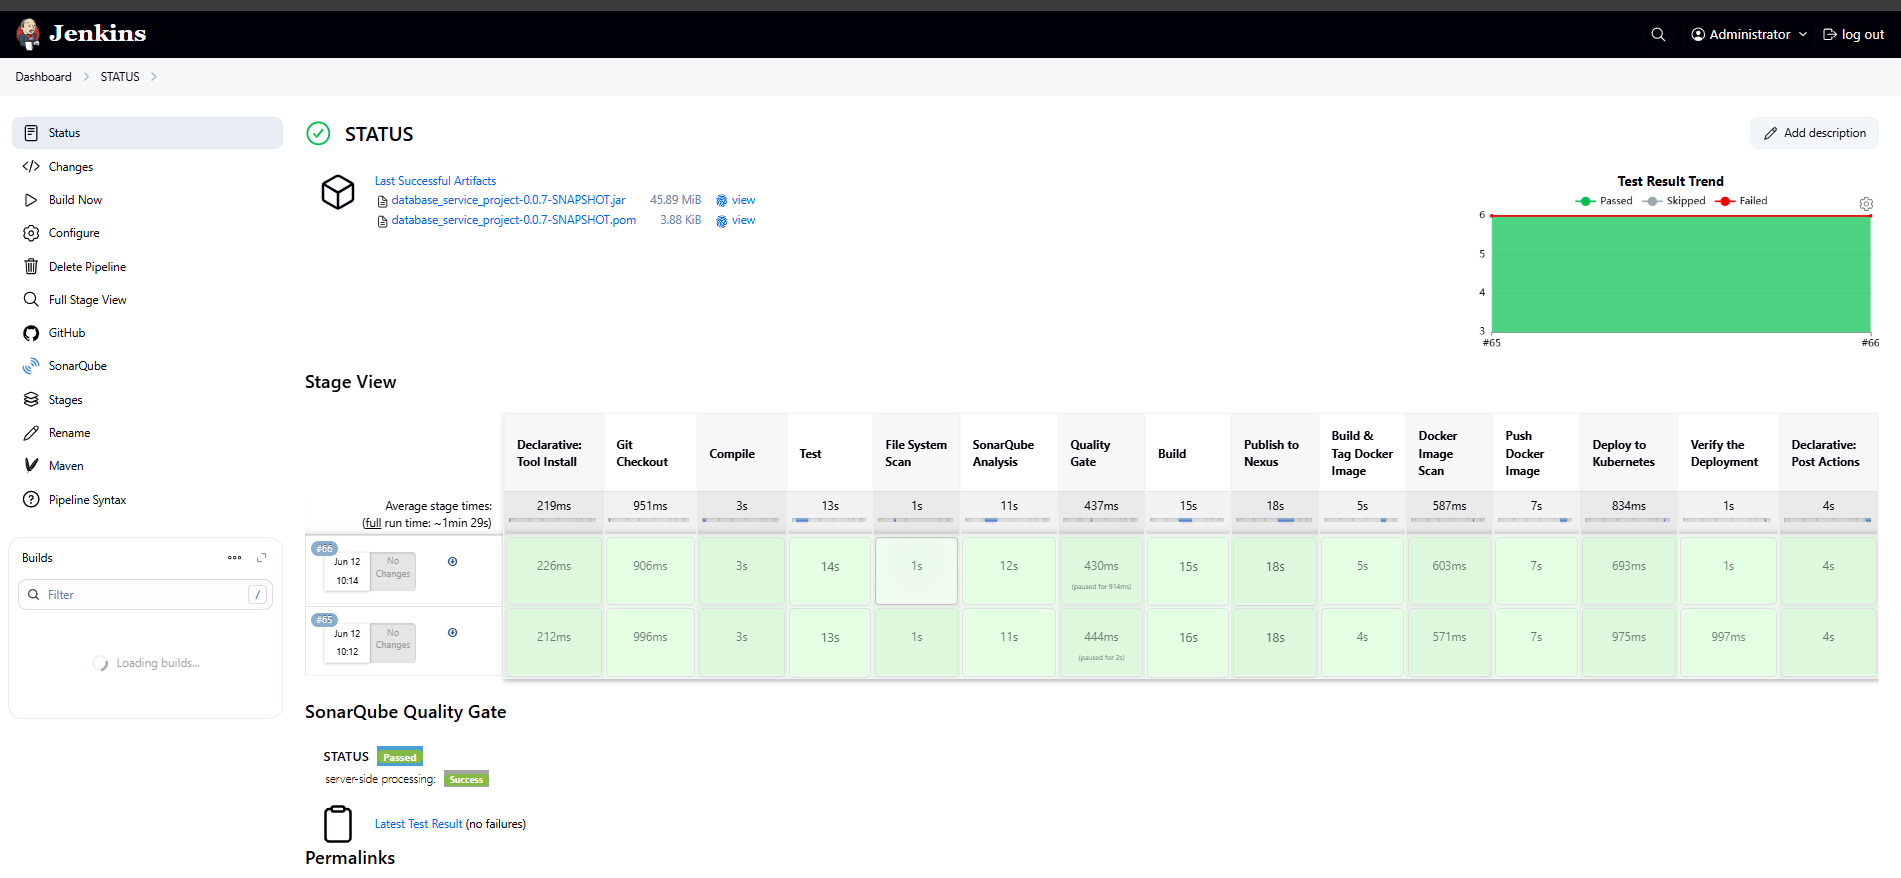 Jenkins
Administrator
log out
Dashboard
STATUS
Status
Changes
Build Now
Configure
Delete Pipeline
Full Stage View
GitHub
SonarQube
Stages
Rename
Maven
Pipeline Syntax
Builds
Filter
/
Loading builds...
STATUS
Add description
Last Successful Artifacts
database_service_project-0.0.7-SNAPSHOT.jar 45.89 MiB view
database_service_project-0.0.7-SNAPSHOT.pom 3.88 KiB view
Test Result Trend
Passed Skipped Failed
6
5
4
3
#65 #66
Stage View
Declarative: Tool Install
Git Checkout
Compile
Test
File System Scan
SonarQube Analysis
Quality Gate
Build
Publish to Nexus
Build & Tag Docker Image
Docker Image Scan
Push Docker Image
Deploy to Kubernetes
Verify the Deployment
Declarative: Post Actions
Average stage times:
(full run time: ~1min 29s)
219ms 951ms 3s 13s 1s 11s 437ms 15s 18s 5s 587ms 7s 834ms 1s 4s
#66
Jun 12
10:14
No Changes
226ms 906ms 3s 14s 1s 12s 430ms 15s 18s 5s 603ms 7s 693ms 1s 4s
(paused for 914ms)
#65
Jun 12
10:12
No Changes
212ms 996ms 3s 13s 1s 11s 444ms 16s 18s 4s 571ms 7s 975ms 997ms 4s
(paused for 2s)
SonarQube Quality Gate
STATUS Passed
server-side processing: Success
Latest Test Result (no failures)
Permalinks